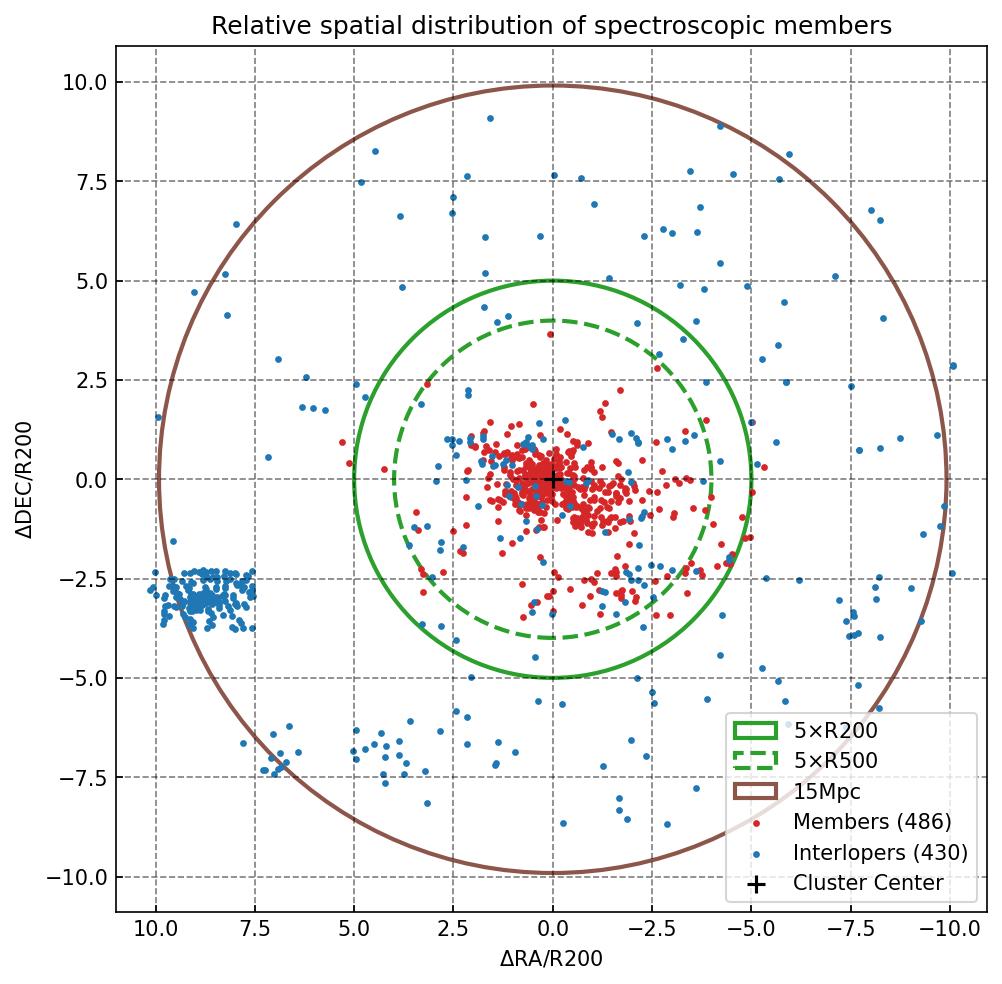 Relative spatial distribution of spectroscopic members
10.0
7.5
5.0
2.5
0.0
−2.5
−5.0
−7.5
−10.0
ΔDEC/R200
10.0 7.5 5.0 2.5 0.0 −2.5 −5.0 −7.5 −10.0
ΔRA/R200
5×R200
5×R500
15Mpc
Members (486)
Interlopers (430)
Cluster Center